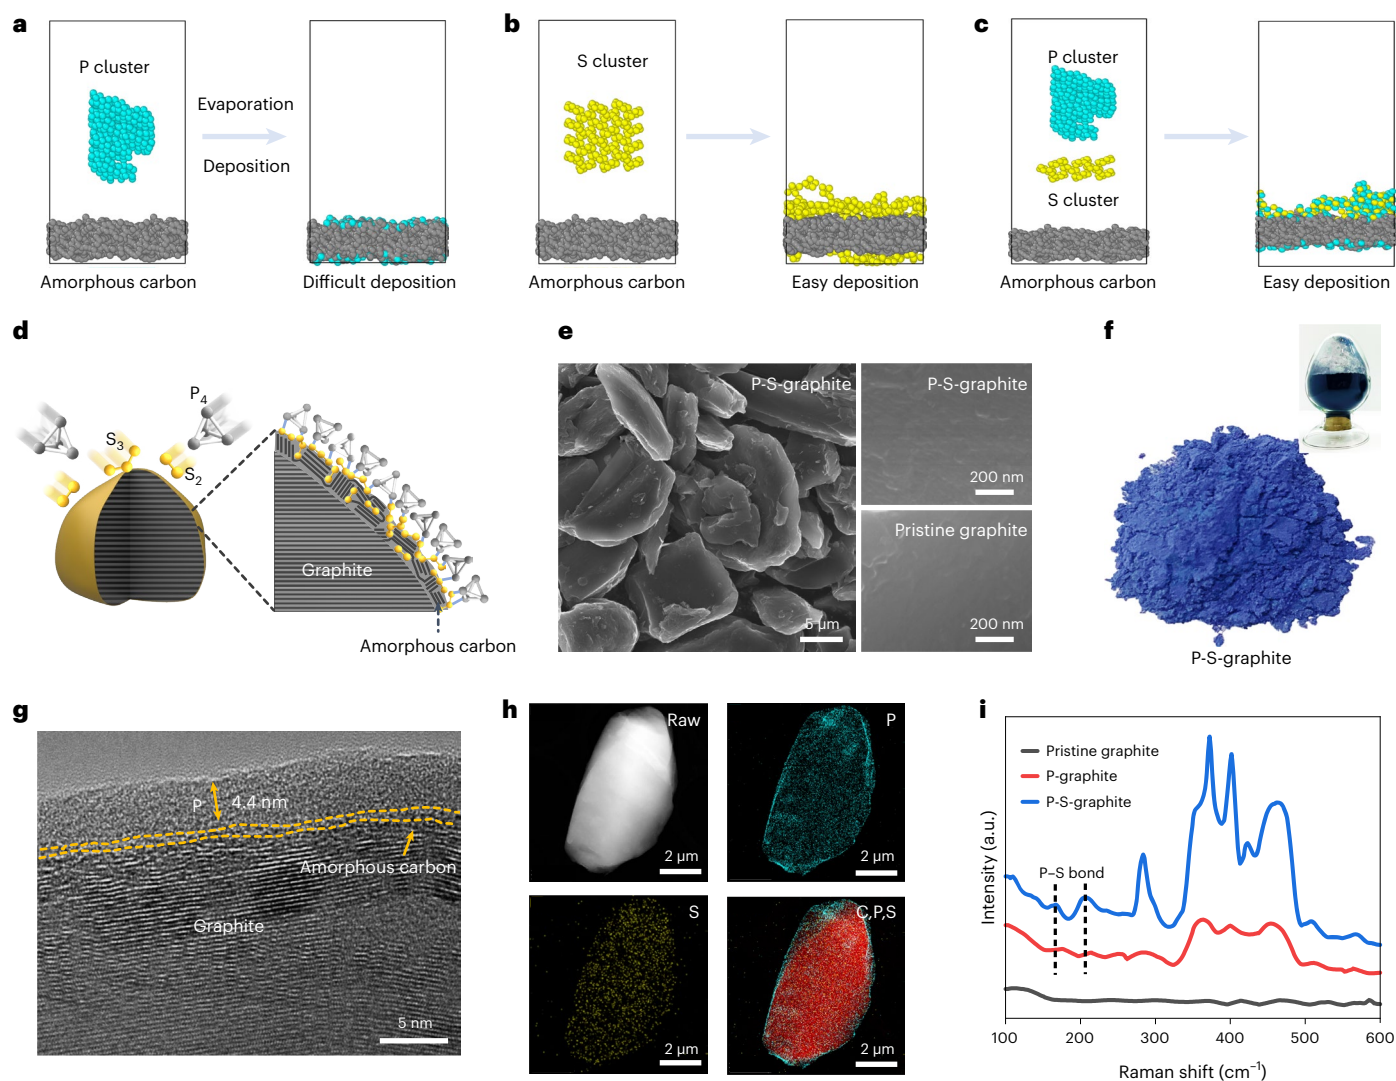 a
P cluster
Evaporation
Deposition
Amorphous carbon
Difficult deposition
b
S cluster
Amorphous carbon
Easy deposition
c
P cluster
S cluster
Amorphous carbon
Easy deposition
d
P4
S3
S2
Graphite
Amorphous carbon
e
P-S-graphite
5 µm
P-S-graphite
200 nm
Pristine graphite
200 nm
f
P-S-graphite
g
P
4.4 nm
Amorphous carbon
Graphite
5 nm
h
Raw
2 µm
P
2 µm
S
2 µm
C,P,S
2 µm
i
Pristine graphite
P-graphite
P-S-graphite
P–S bond
Intensity (a.u.)
100 200 300 400 500 600
Raman shift (cm⁻¹)